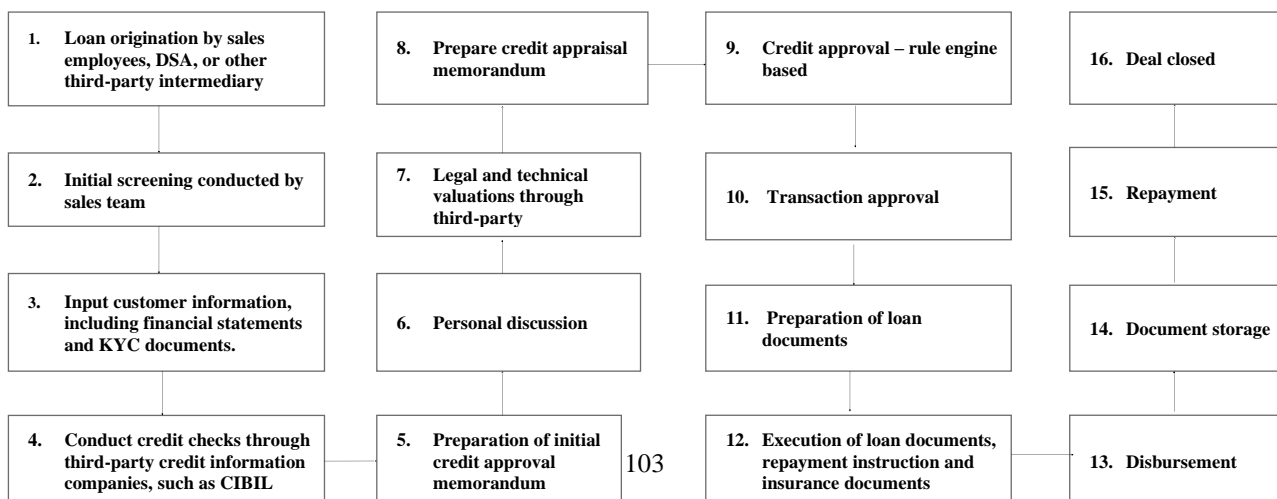 1. Loan origination by sales
employees, DSA, or other
third-party intermediary
2. Initial screening conducted by
sales team
3. Input customer information,
including financial statements
and KYC documents.
4. Conduct credit checks through
third-party credit information
companies, such as CIBIL
5. Preparation of initial
credit approval
memorandum
6. Personal discussion
7. Legal and technical
valuations through
third-party
8. Prepare credit appraisal
memorandum
9. Credit approval – rule engine
based
10. Transaction approval
11. Preparation of loan
documents
12. Execution of loan documents,
repayment instruction and
insurance documents
13. Disbursement
14. Document storage
15. Repayment
16. Deal closed
103